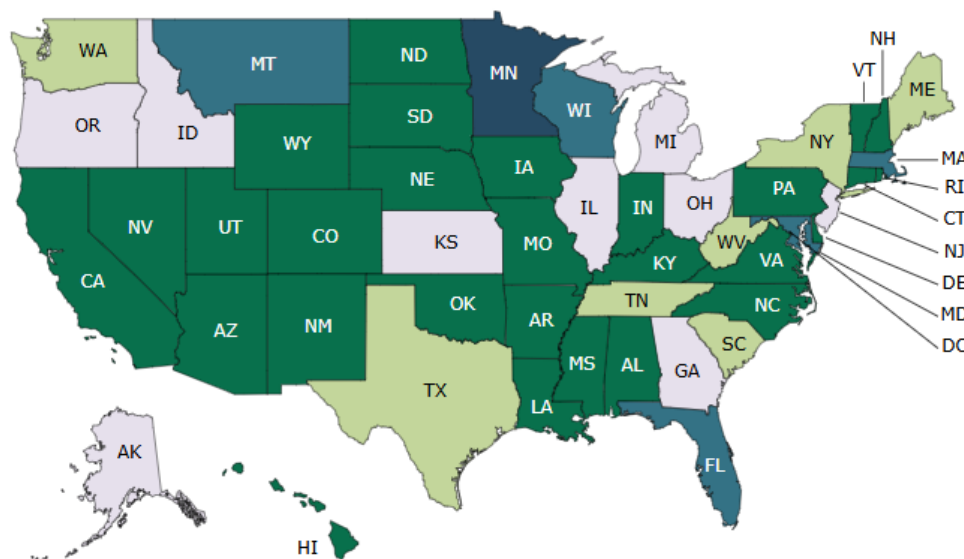 NH
VT
WA
MT
ND
MN
ME
OR
ID
SD
WI
MI
NY
MA
WY
RI
IA
NE
PA
CT
NV
UT
CO
IL
IN
OH
NJ
KS
MO
WV
VA
CA
KY
DE
OK
TN
NC
MD
AZ
NM
AR
SC
DC
MS
AL
GA
TX
LA
AK
FL
HI